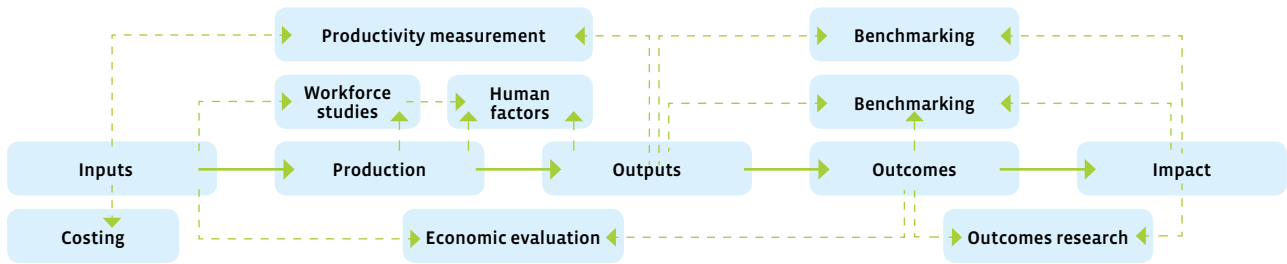 Productivity measurement
Benchmarking
Workforce
studies
Human
factors
Benchmarking
Inputs
Production
Outputs
Outcomes
Impact
Costing
Economic evaluation
Outcomes research